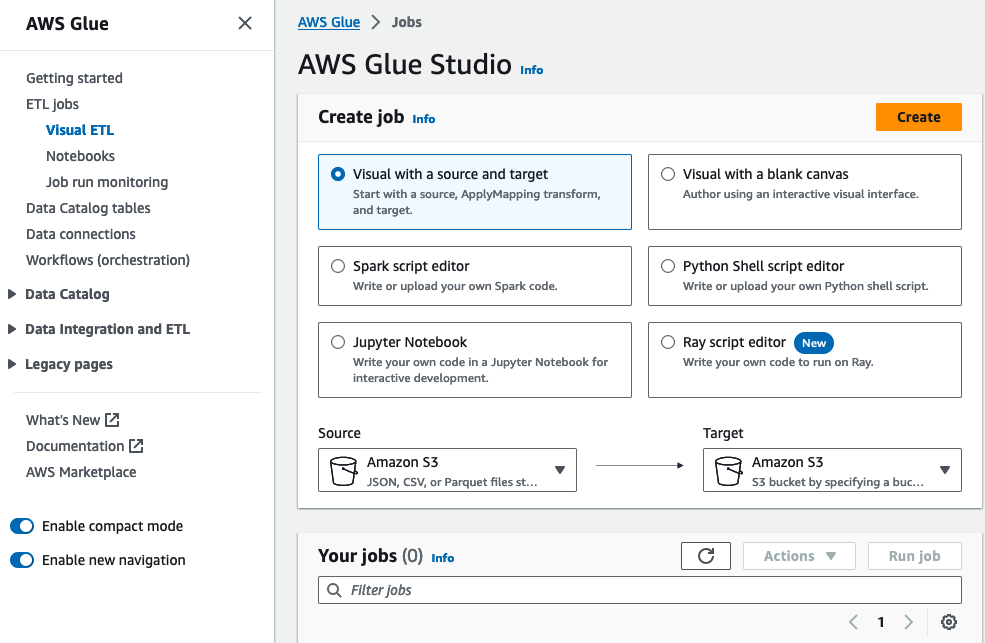 AWS Glue
Getting started
ETL jobs
Visual ETL
Notebooks
Job run monitoring
Data Catalog tables
Data connections
Workflows (orchestration)
Data Catalog
Data Integration and ETL
Legacy pages
What's New
Documentation
AWS Marketplace
Enable compact mode
Enable new navigation
AWS Glue > Jobs
AWS Glue Studio Info
Create job Info
Create
Visual with a source and target
Start with a source, ApplyMapping transform,
and target.
Visual with a blank canvas
Author using an interactive visual interface.
Spark script editor
Write or upload your own Spark code.
Python Shell script editor
Write or upload your own Python shell script.
Jupyter Notebook
Write your own code in a Jupyter Notebook for
interactive development.
Ray script editor New
Write your own code to run on Ray.
Source
Amazon S3
JSON, CSV, or Parquet files st...
Target
Amazon S3
S3 bucket by specifying a buc...
Your jobs (0) Info
Actions
Run job
Filter jobs
1